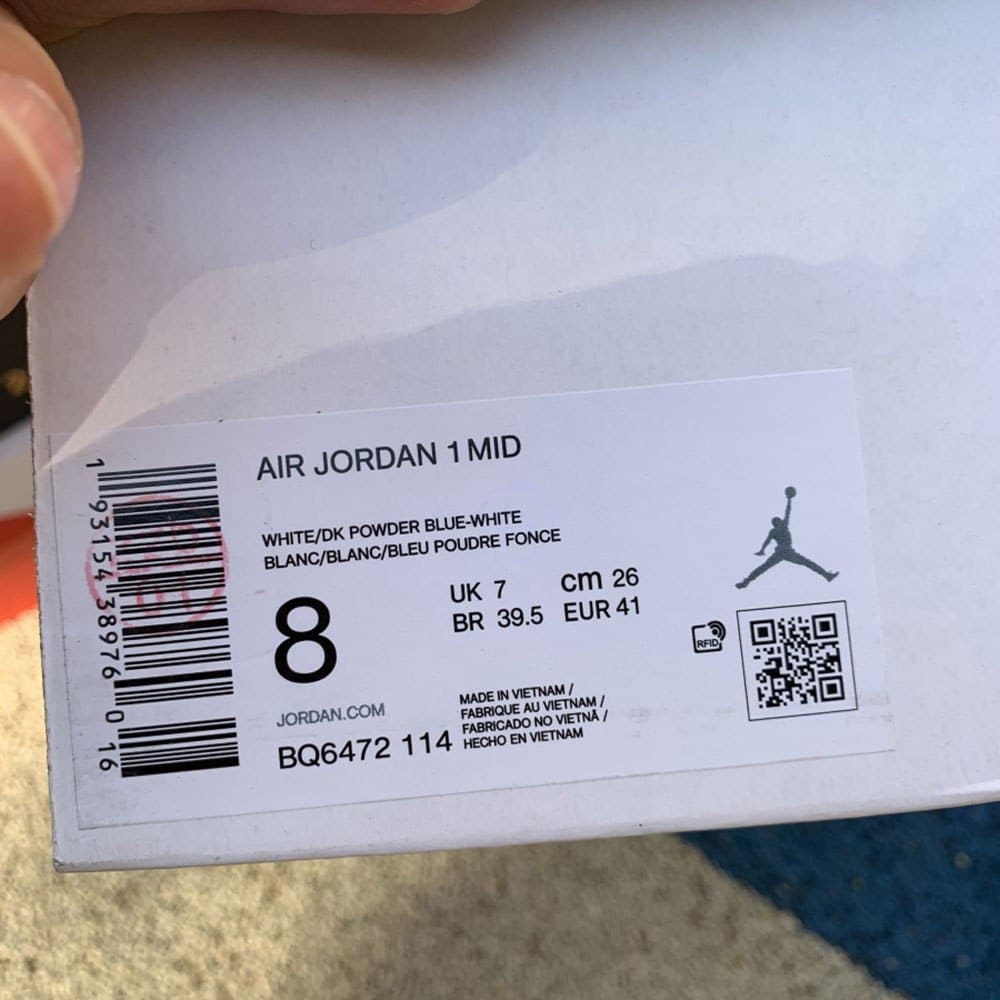 AIR JORDAN 1 MID
WHITE/DK POWDER BLUE-WHITE
BLANC/BLANC/BLEU POUDRE FONCE
8
UK 7 cm 26
BR 39.5 EUR 41
RFID
JORDAN.COM
BQ6472 114
MADE IN VIETNAM /
FABRIQUE AU VIETNAM /
FABRICADO NO VIETNÃ /
HECHO EN VIETNAM
1 93154 38976 0 16